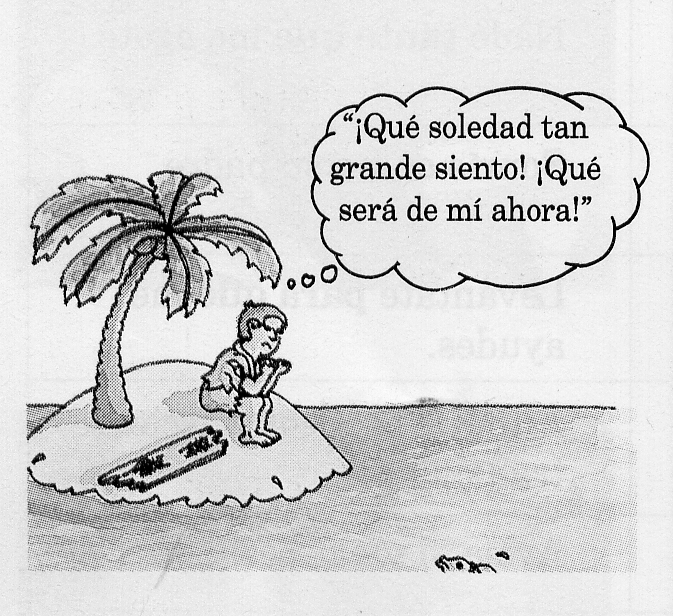 “¡Qué soledad tan
grande siento! ¡Qué
será de mí ahora!”